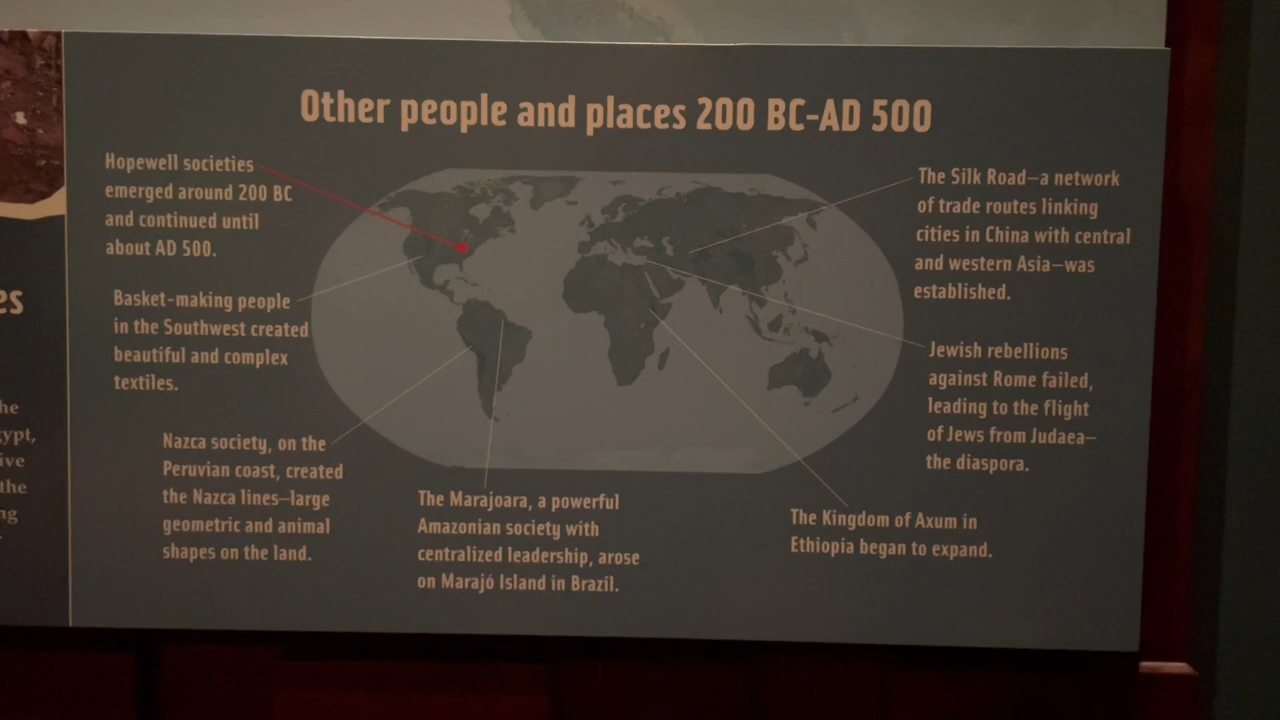 Other people and places 200 BC-AD 500
Hopewell societies
emerged around 200 BC
and continued until
about AD 500.
Basket-making people
in the Southwest created
beautiful and complex
textiles.
Nazca society, on the
Peruvian coast, created
the Nazca lines—large
geometric and animal
shapes on the land.
The Marajoara, a powerful
Amazonian society with
centralized leadership, arose
on Marajó Island in Brazil.
The Kingdom of Axum in
Ethiopia began to expand.
The Silk Road—a network
of trade routes linking
cities in China with central
and western Asia—was
established.
Jewish rebellions
against Rome failed,
leading to the flight
of Jews from Judaea—
the diaspora.
the